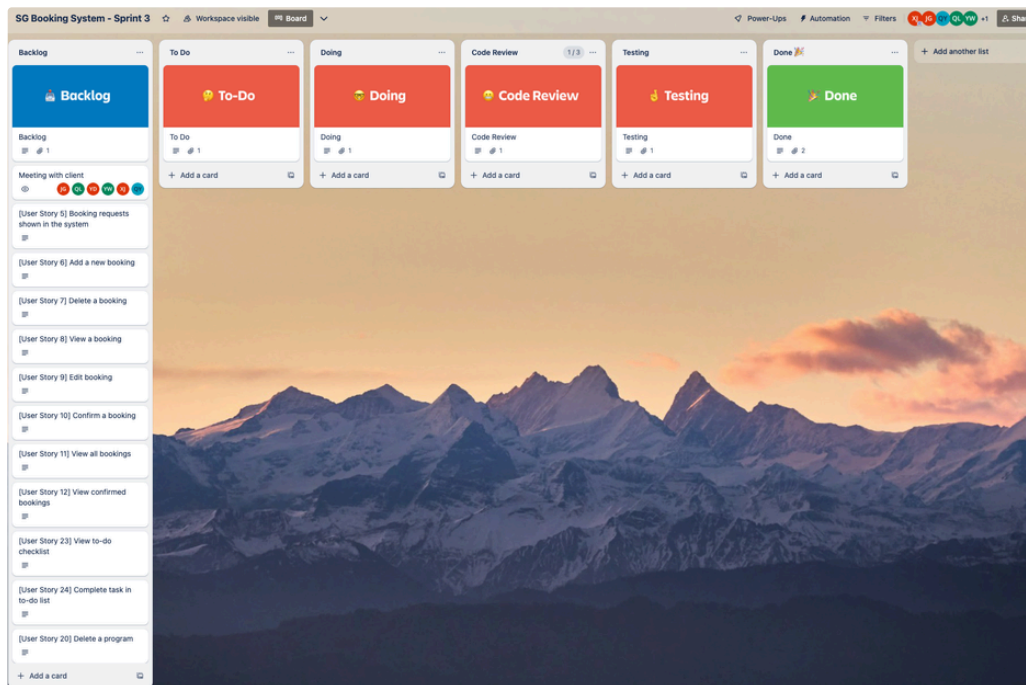 SG Booking System - Sprint 3
Workspace visible
Board
Power-Ups
Automation
Filters
XJ JG QY QL YW +1
Backlog
Backlog
Backlog
1
Meeting with client
JG QL YD YW XJ QY
[User Story 5] Booking requests
shown in the system
[User Story 6] Add a new booking
[User Story 7] Delete a booking
[User Story 8] View a booking
[User Story 9] Edit booking
[User Story 10] Confirm a booking
[User Story 11] View all bookings
[User Story 12] View confirmed
bookings
[User Story 23] View to-do
checklist
[User Story 24] Complete task in
to-do list
[User Story 20] Delete a program
+ Add a card
To Do
To-Do
To Do
1
+ Add a card
Doing
Doing
Doing
1
+ Add a card
Code Review
1/3
Code Review
Code Review
1
+ Add a card
Testing
Testing
Testing
1
+ Add a card
Done 🎉
Done
Done
2
+ Add a card
+ Add another list